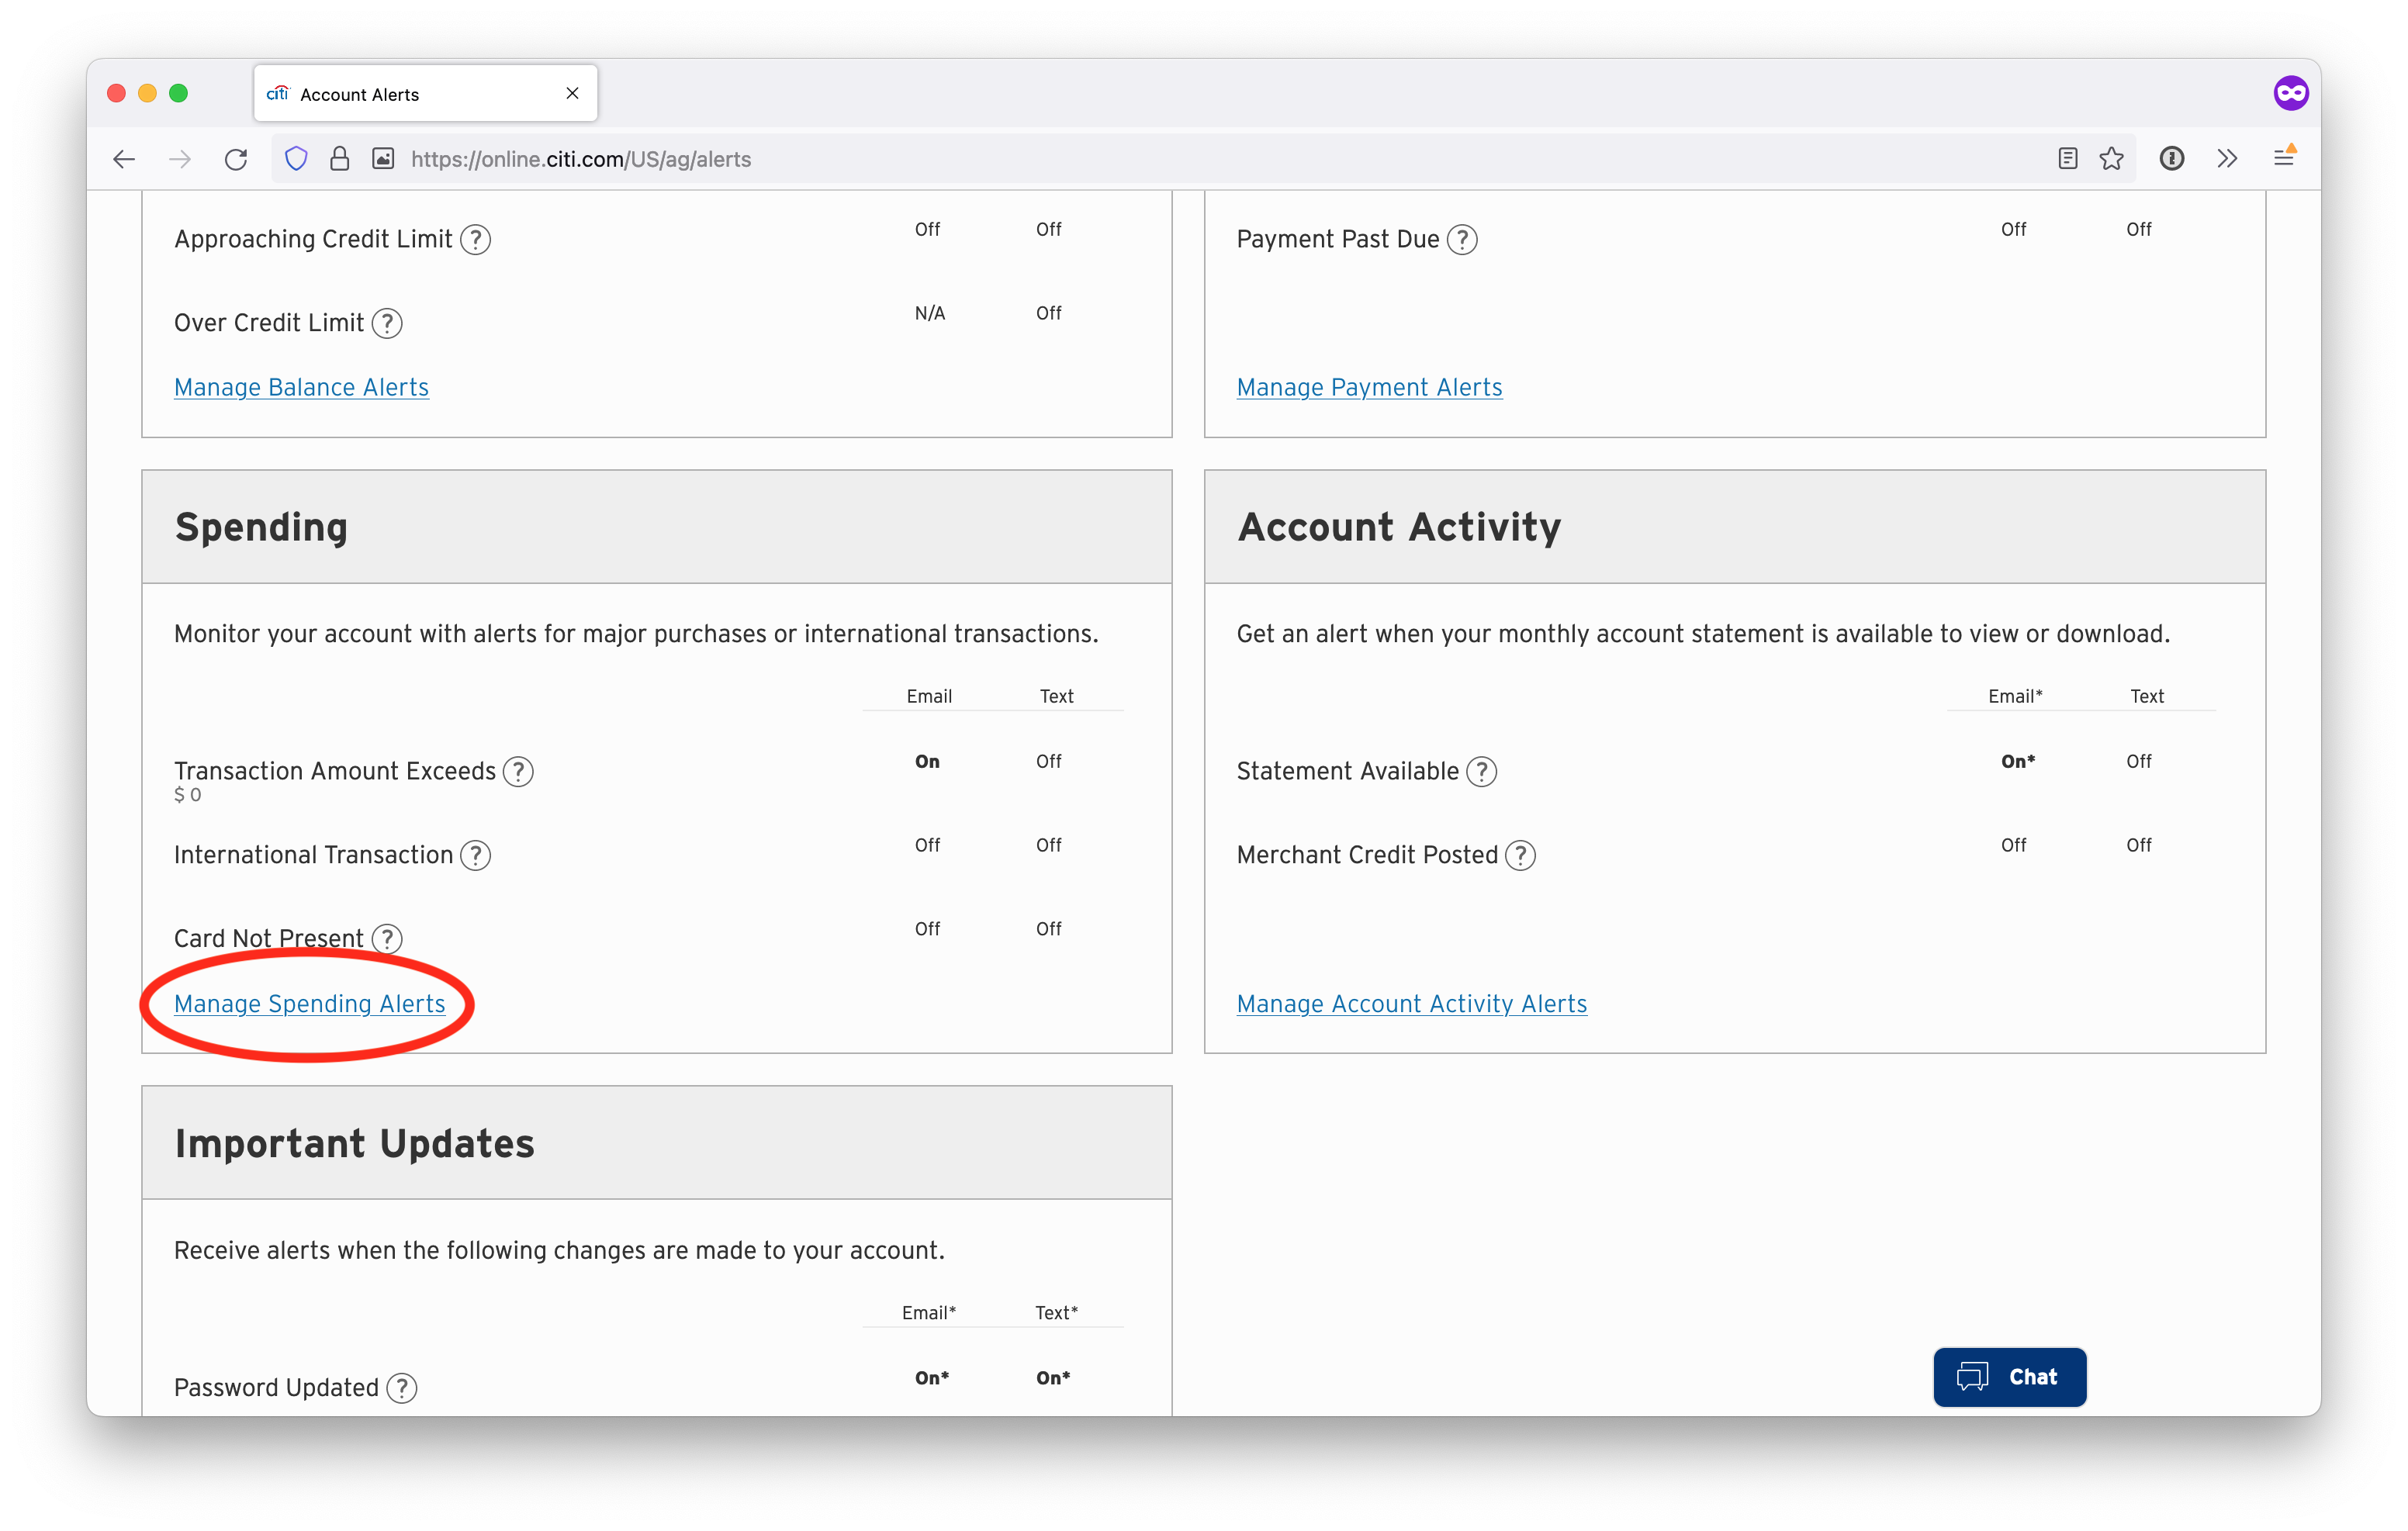 citi Account Alerts
https://online.citi.com/US/ag/alerts
Approaching Credit Limit ? Off Off
Over Credit Limit ? N/A Off
Manage Balance Alerts
Payment Past Due ? Off Off
Manage Payment Alerts
Spending
Monitor your account with alerts for major purchases or international transactions.
Email Text
Transaction Amount Exceeds ? On Off
$ 0
International Transaction ? Off Off
Card Not Present ? Off Off
Manage Spending Alerts
Account Activity
Get an alert when your monthly account statement is available to view or download.
Email* Text
Statement Available ? On* Off
Merchant Credit Posted ? Off Off
Manage Account Activity Alerts
Important Updates
Receive alerts when the following changes are made to your account.
Email* Text*
Password Updated ? On* On*
Chat